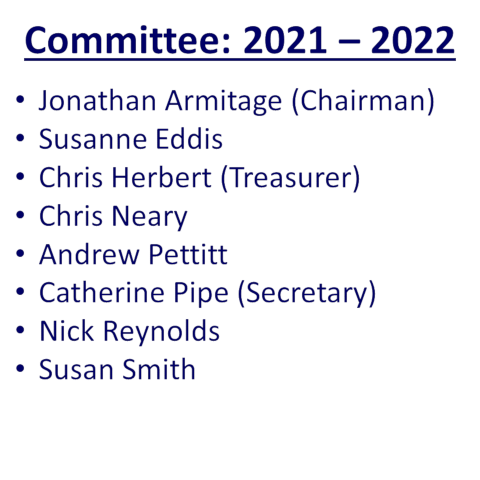 Committee: 2021 – 2022
• Jonathan Armitage (Chairman)
• Susanne Eddis
• Chris Herbert (Treasurer)
• Chris Neary
• Andrew Pettitt
• Catherine Pipe (Secretary)
• Nick Reynolds
• Susan Smith